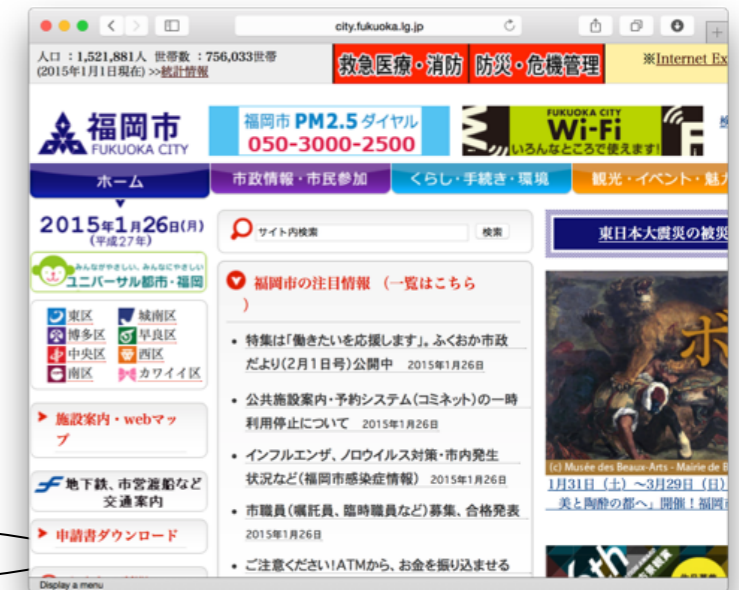 city.fukuoka.lg.jp
人口 ：1,521,881人 世帯数 ：756,033世帯
(2015年1月1日現在) >>統計情報
救急医療・消防 防災・危機管理
※Internet Ex
福岡市
FUKUOKA CITY
福岡市 PM2.5 ダイヤル
050-3000-2500
FUKUOKA CITY
Wi-Fi
いろんなところで使えます!
ホーム
市政情報・市民参加
くらし・手続き・環境
観光・イベント・魅力
2015年1月26日(月)
(平成27年)
サイト内検索
検索
東日本大震災の被災
みんながやさしい、みんなにやさしい
ユニバーサル都市・福岡
福岡市の注目情報 （一覧はこちら
）
東区 城南区
博多区 早良区
中央区 西区
南区 カワイイ区
• 特集は「働きたいを応援します」。ふくおか市政
だより(2月1日号)公開中 2015年1月26日
• 公共施設案内・予約システム(コミネット)の一時
利用停止について 2015年1月26日
施設案内・webマッ
プ
• インフルエンザ、ノロウイルス対策・市内発生
状況など(福岡市感染症情報) 2015年1月26日
(c) Musée des Beaux-Arts - Mairie de B
1月31日（土）～3月29日（日）
美と陶酔の都へ」開催！福岡市
地下鉄、市営渡船など
交通案内
• 市職員(嘱託員、臨時職員など)募集、合格発表
2015年1月26日
申請書ダウンロード
• ご注意ください!ATMから、お金を振り込ませる
Display a menu